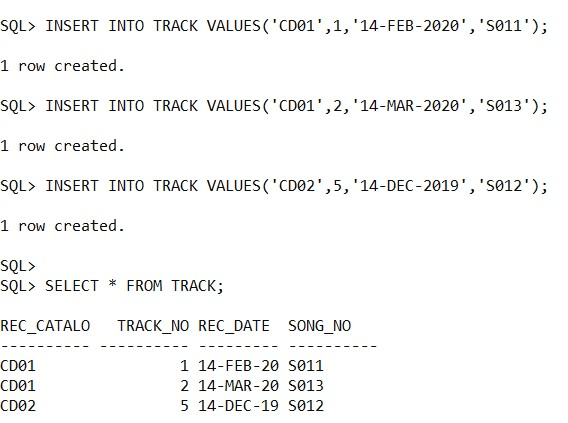 SQL> INSERT INTO TRACK VALUES('CD01',1,'14-FEB-2020','S011');
1 row created.
SQL> INSERT INTO TRACK VALUES('CD01',2,'14-MAR-2020','S013');
1 row created.
SQL> INSERT INTO TRACK VALUES('CD02',5,'14-DEC-2019','S012');
1 row created.
SQL>
SQL> SELECT * FROM TRACK;
REC_CATALO   TRACK_NO REC_DATE  SONG_NO
---------- ---------- --------- ----------
CD01                1 14-FEB-20 S011
CD01                2 14-MAR-20 S013
CD02                5 14-DEC-19 S012